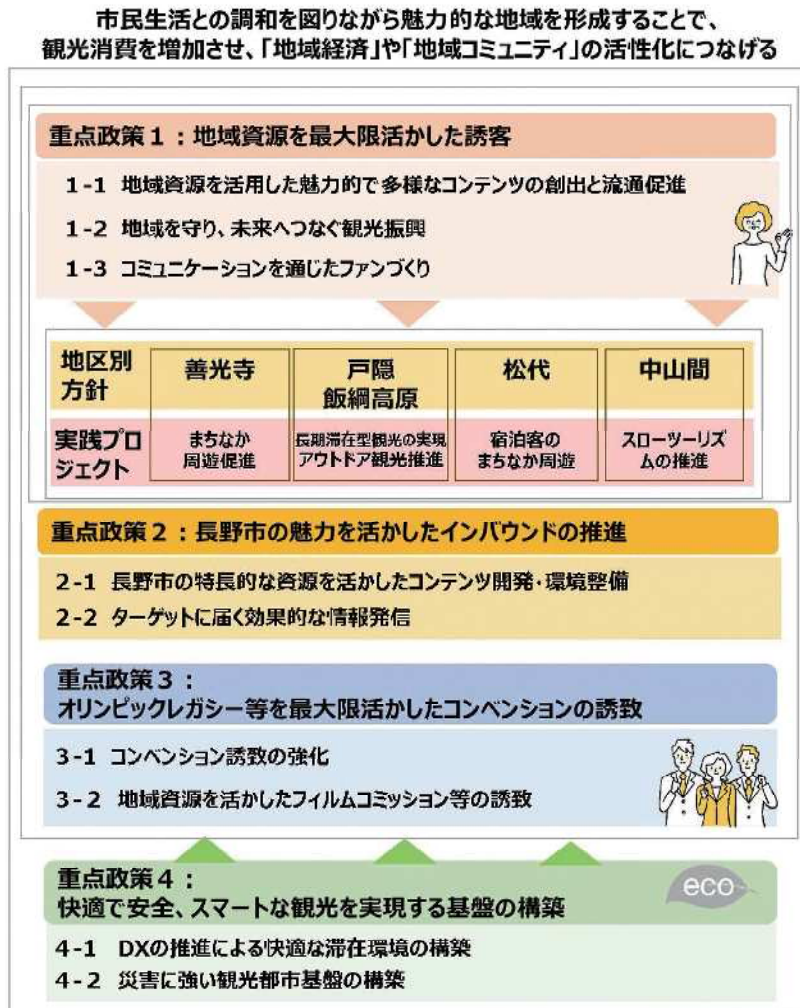 市民生活との調和を図りながら魅力的な地域を形成することで、
観光消費を増加させ、「地域経済」や「地域コミュニティ」の活性化につなげる
重点政策１：地域資源を最大限活かした誘客
1-1 地域資源を活用した魅力的で多様なコンテンツの創出と流通促進
1-2 地域を守り、未来へつなぐ観光振興
1-3 コミュニケーションを通じたファンづくり
地区別
方針
善光寺
戸隠
飯綱高原
松代
中山間
実践プロ
ジェクト
まちなか
周遊促進
長期滞在型観光の実現
アウトドア観光推進
宿泊客の
まちなか周遊
スローツーリズ
ムの推進
重点政策２：長野市の魅力を活かしたインバウンドの推進
2-1 長野市の特長的な資源を活かしたコンテンツ開発・環境整備
2-2 ターゲットに届く効果的な情報発信
重点政策３：
オリンピックレガシー等を最大限活かしたコンベンションの誘致
3-1 コンベンション誘致の強化
3-2 地域資源を活かしたフィルムコミッション等の誘致
重点政策４：
快適で安全、スマートな観光を実現する基盤の構築
eco
4-1 DXの推進による快適な滞在環境の構築
4-2 災害に強い観光都市基盤の構築